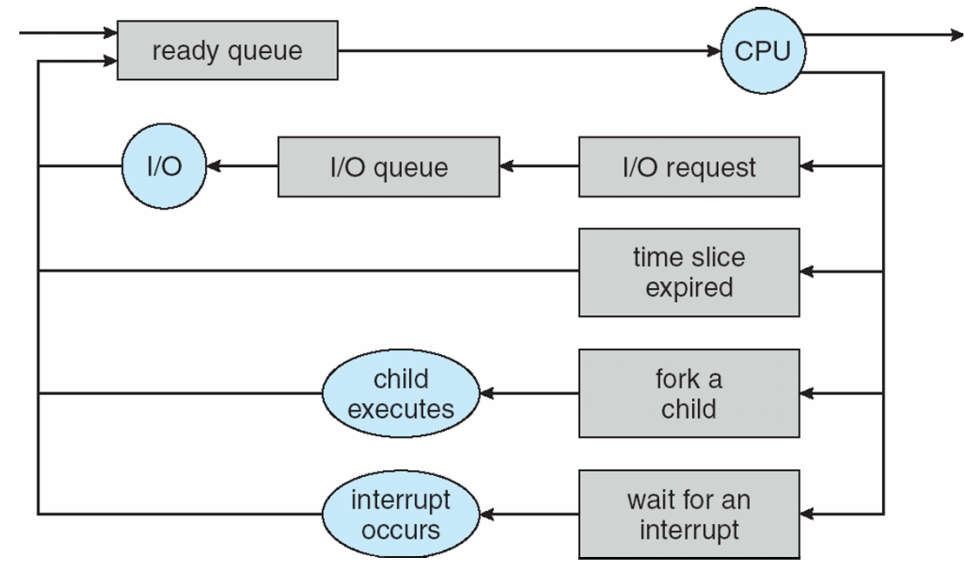 ready queue
CPU
I/O
I/O queue
I/O request
time slice
expired
child
executes
fork a
child
interrupt
occurs
wait for an
interrupt